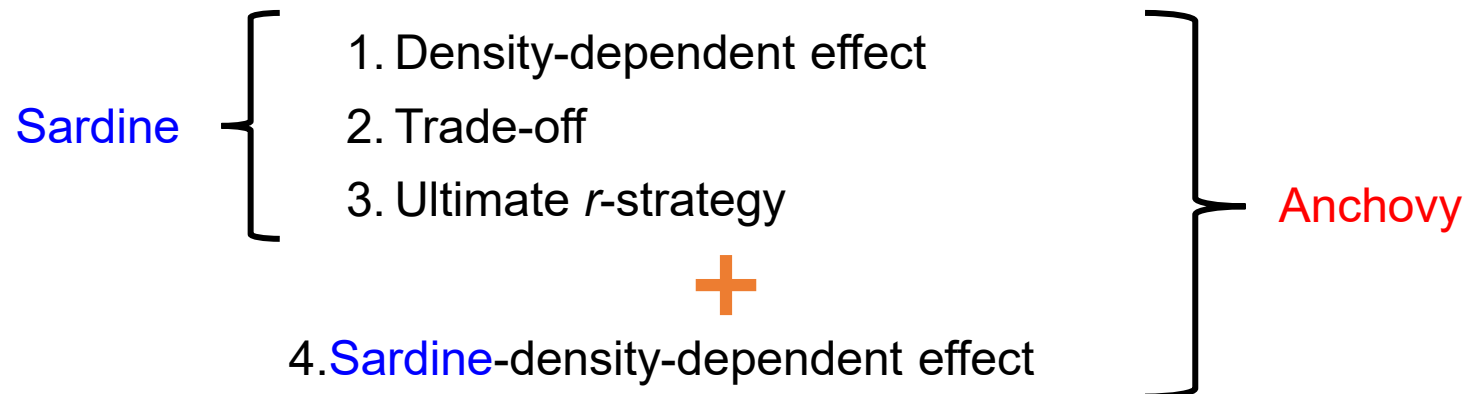 1. Density-dependent effect
Sardine
2. Trade-off
3. Ultimate r-strategy
Anchovy
+
4.Sardine-density-dependent effect